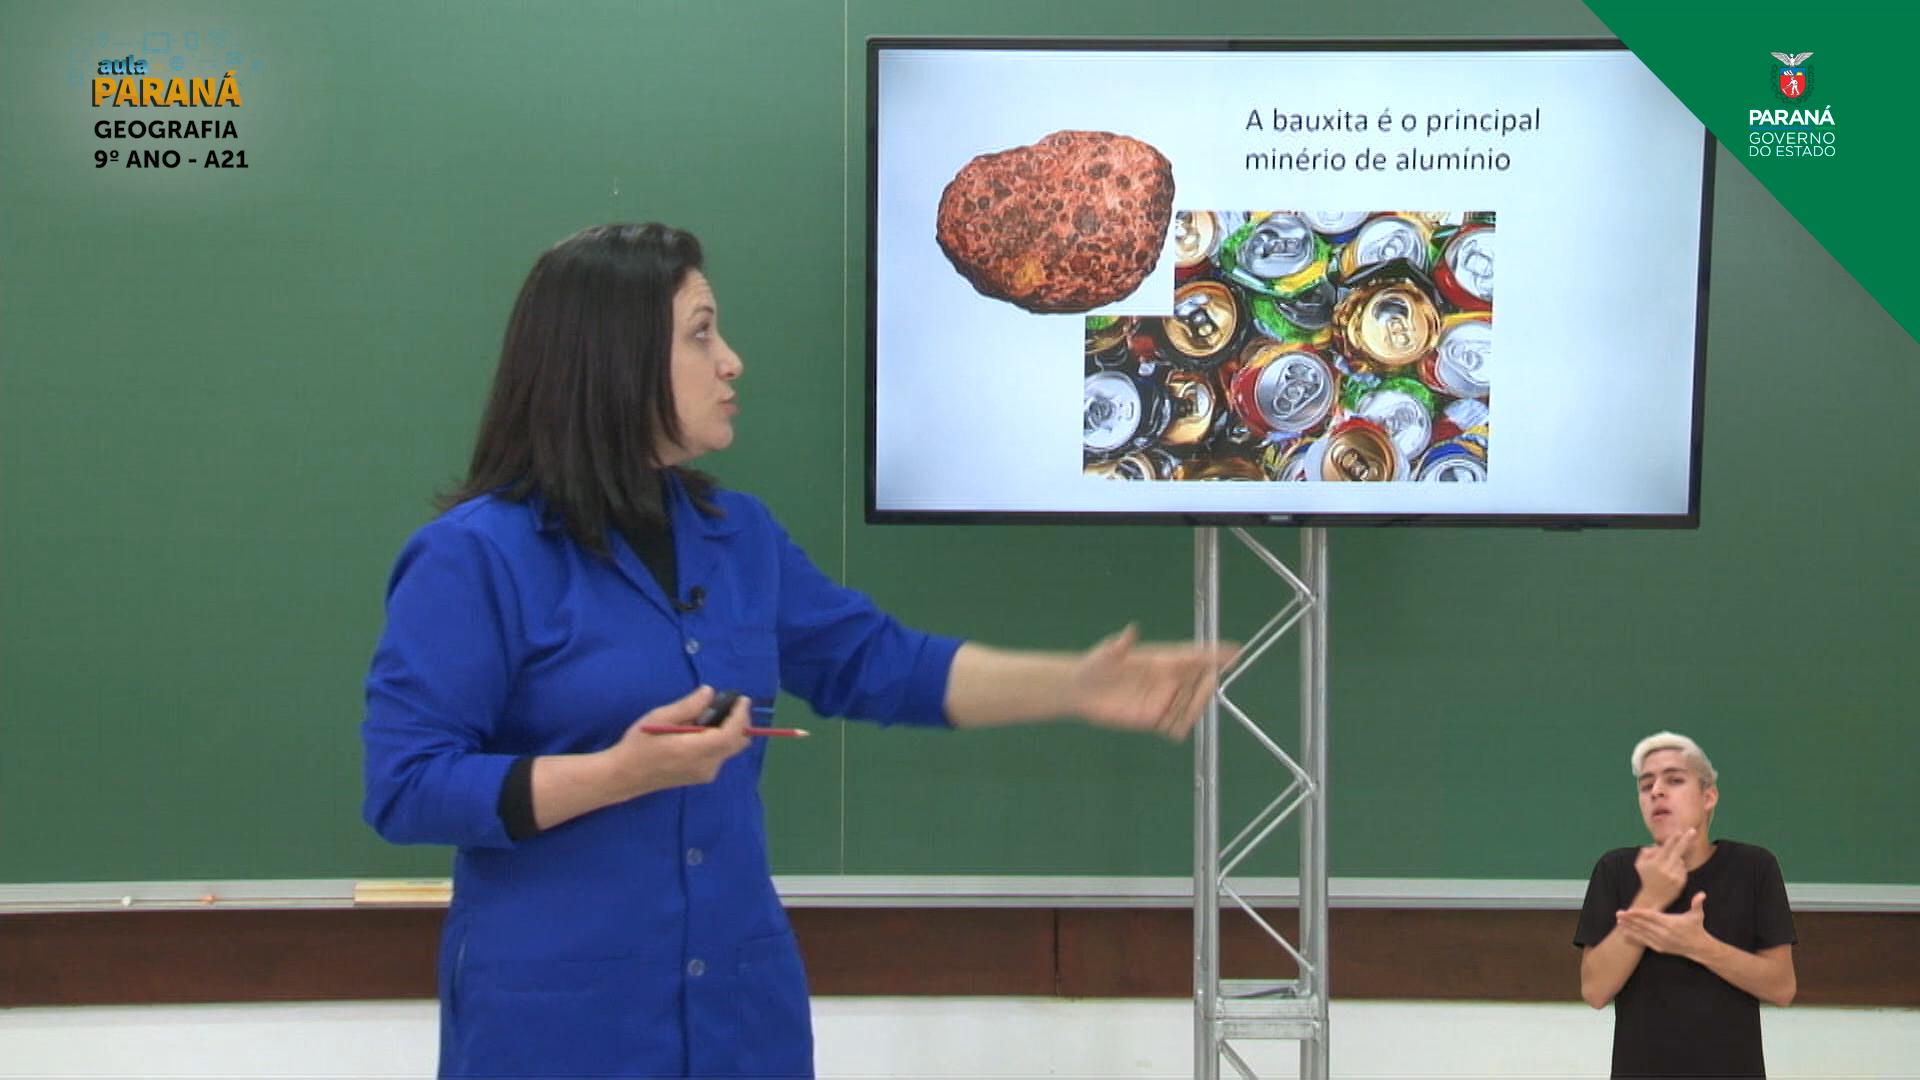 aula
PARANÁ
GEOGRAFIA
9º ANO - A21
A bauxita é o principal
minério de alumínio
PARANÁ
GOVERNO
DO ESTADO